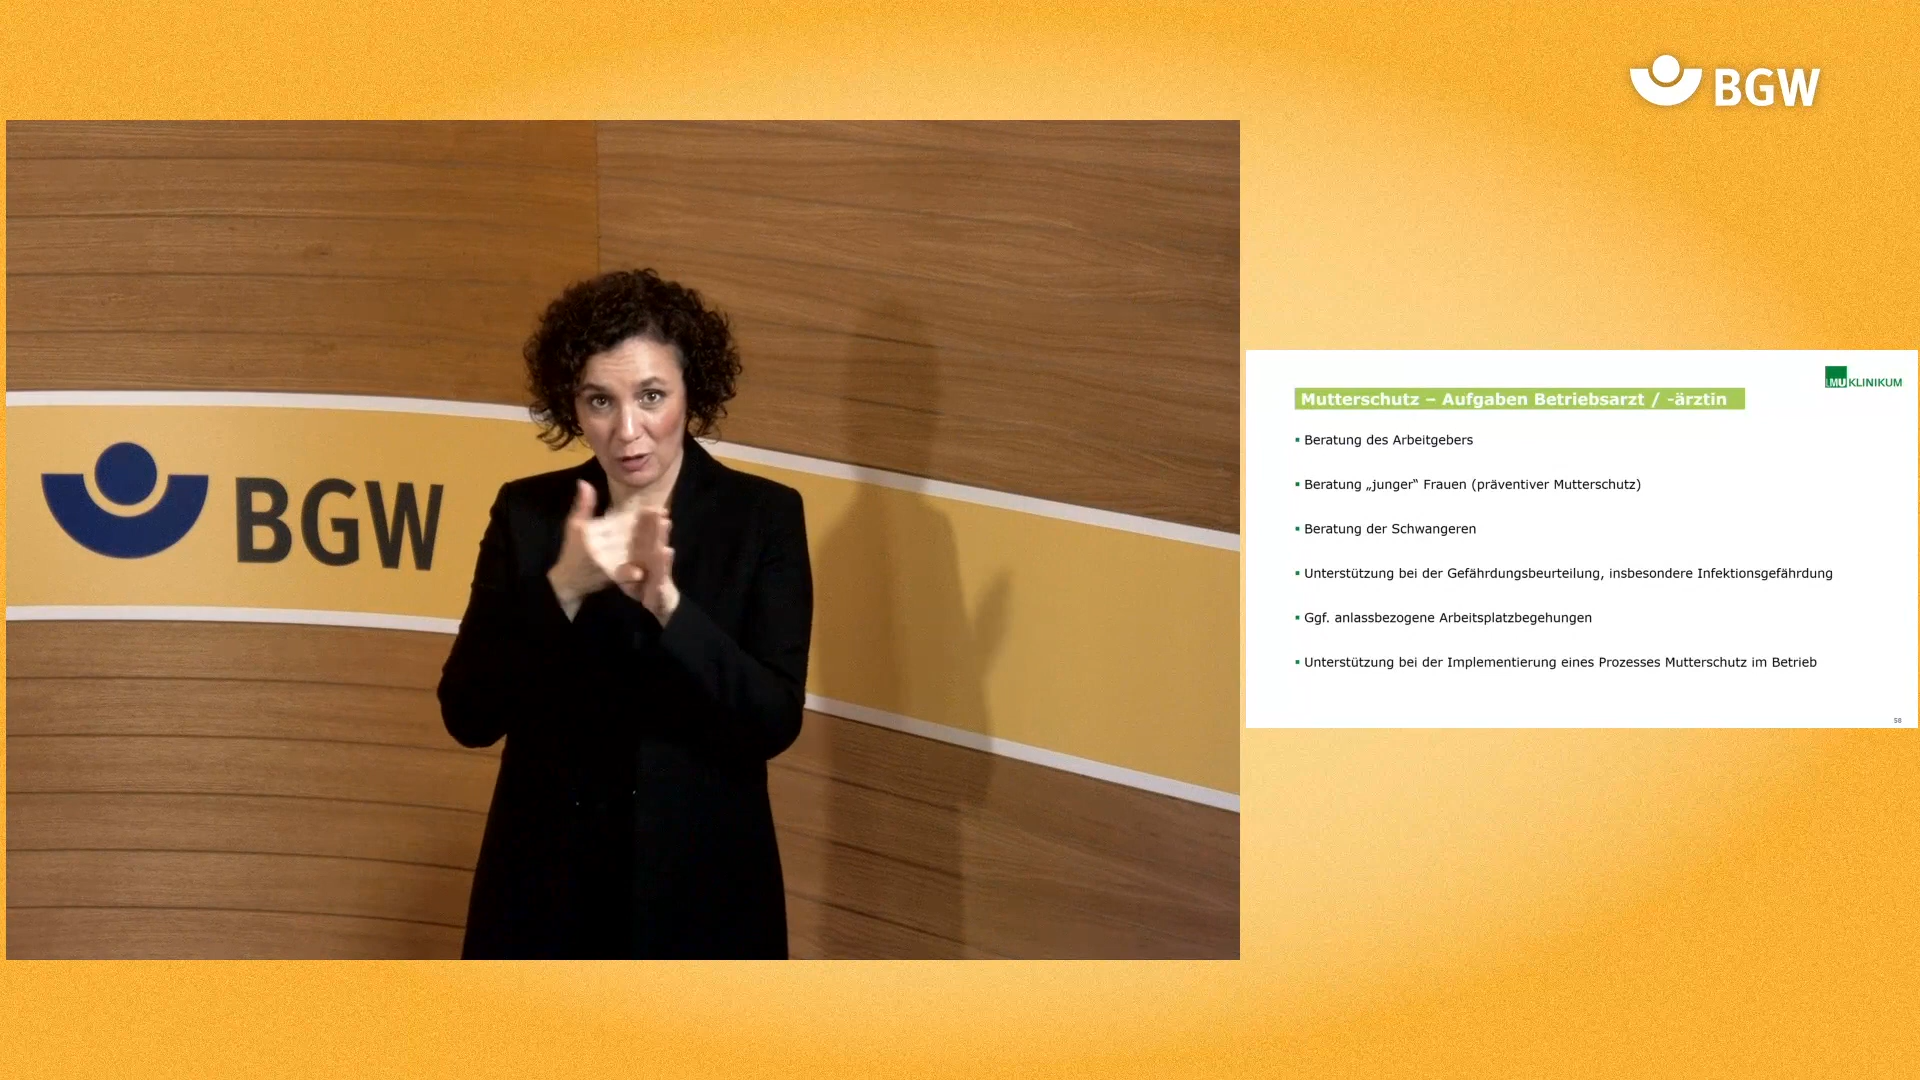 BGW
BGW
LMU KLINIKUM
Mutterschutz – Aufgaben Betriebsarzt / -ärztin
▪ Beratung des Arbeitgebers
▪ Beratung „junger“ Frauen (präventiver Mutterschutz)
▪ Beratung der Schwangeren
▪ Unterstützung bei der Gefährdungsbeurteilung, insbesondere Infektionsgefährdung
▪ Ggf. anlassbezogene Arbeitsplatzbegehungen
▪ Unterstützung bei der Implementierung eines Prozesses Mutterschutz im Betrieb
58